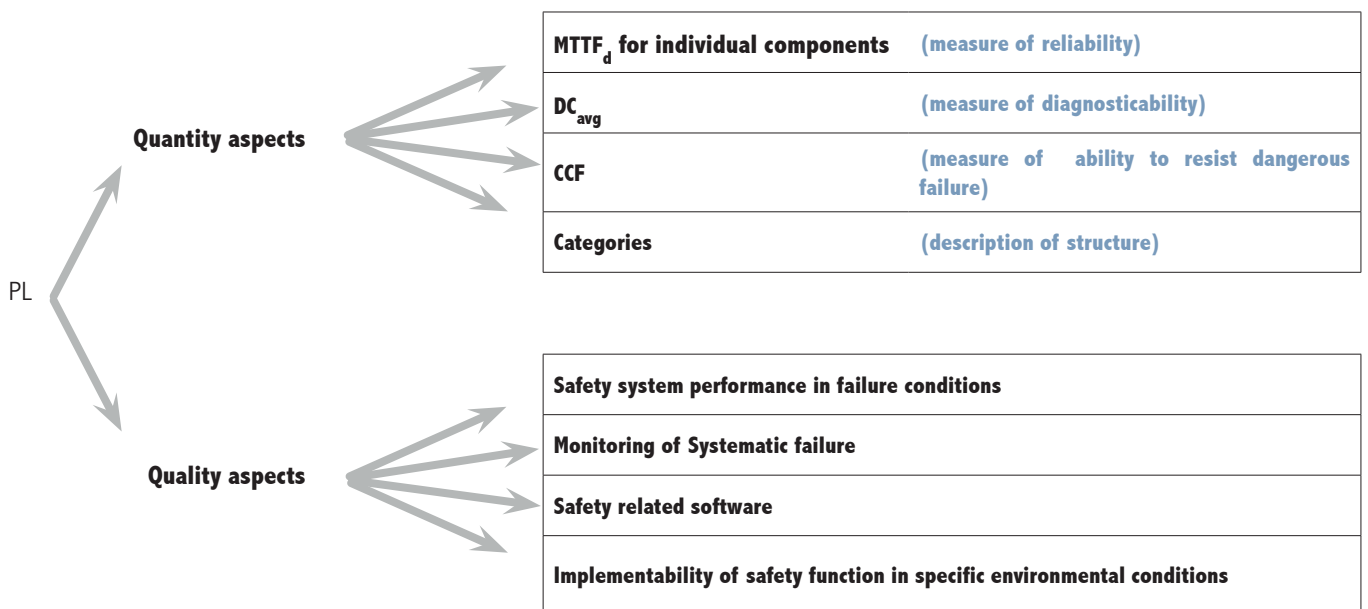 MTTFd for individual components (measure of reliability)
DCavg (measure of diagnosticability)
Quantity aspects
CCF (measure of ability to resist dangerous
failure)
Categories (description of structure)
PL
Safety system performance in failure conditions
Monitoring of Systematic failure
Quality aspects
Safety related software
Implementability of safety function in specific environmental conditions